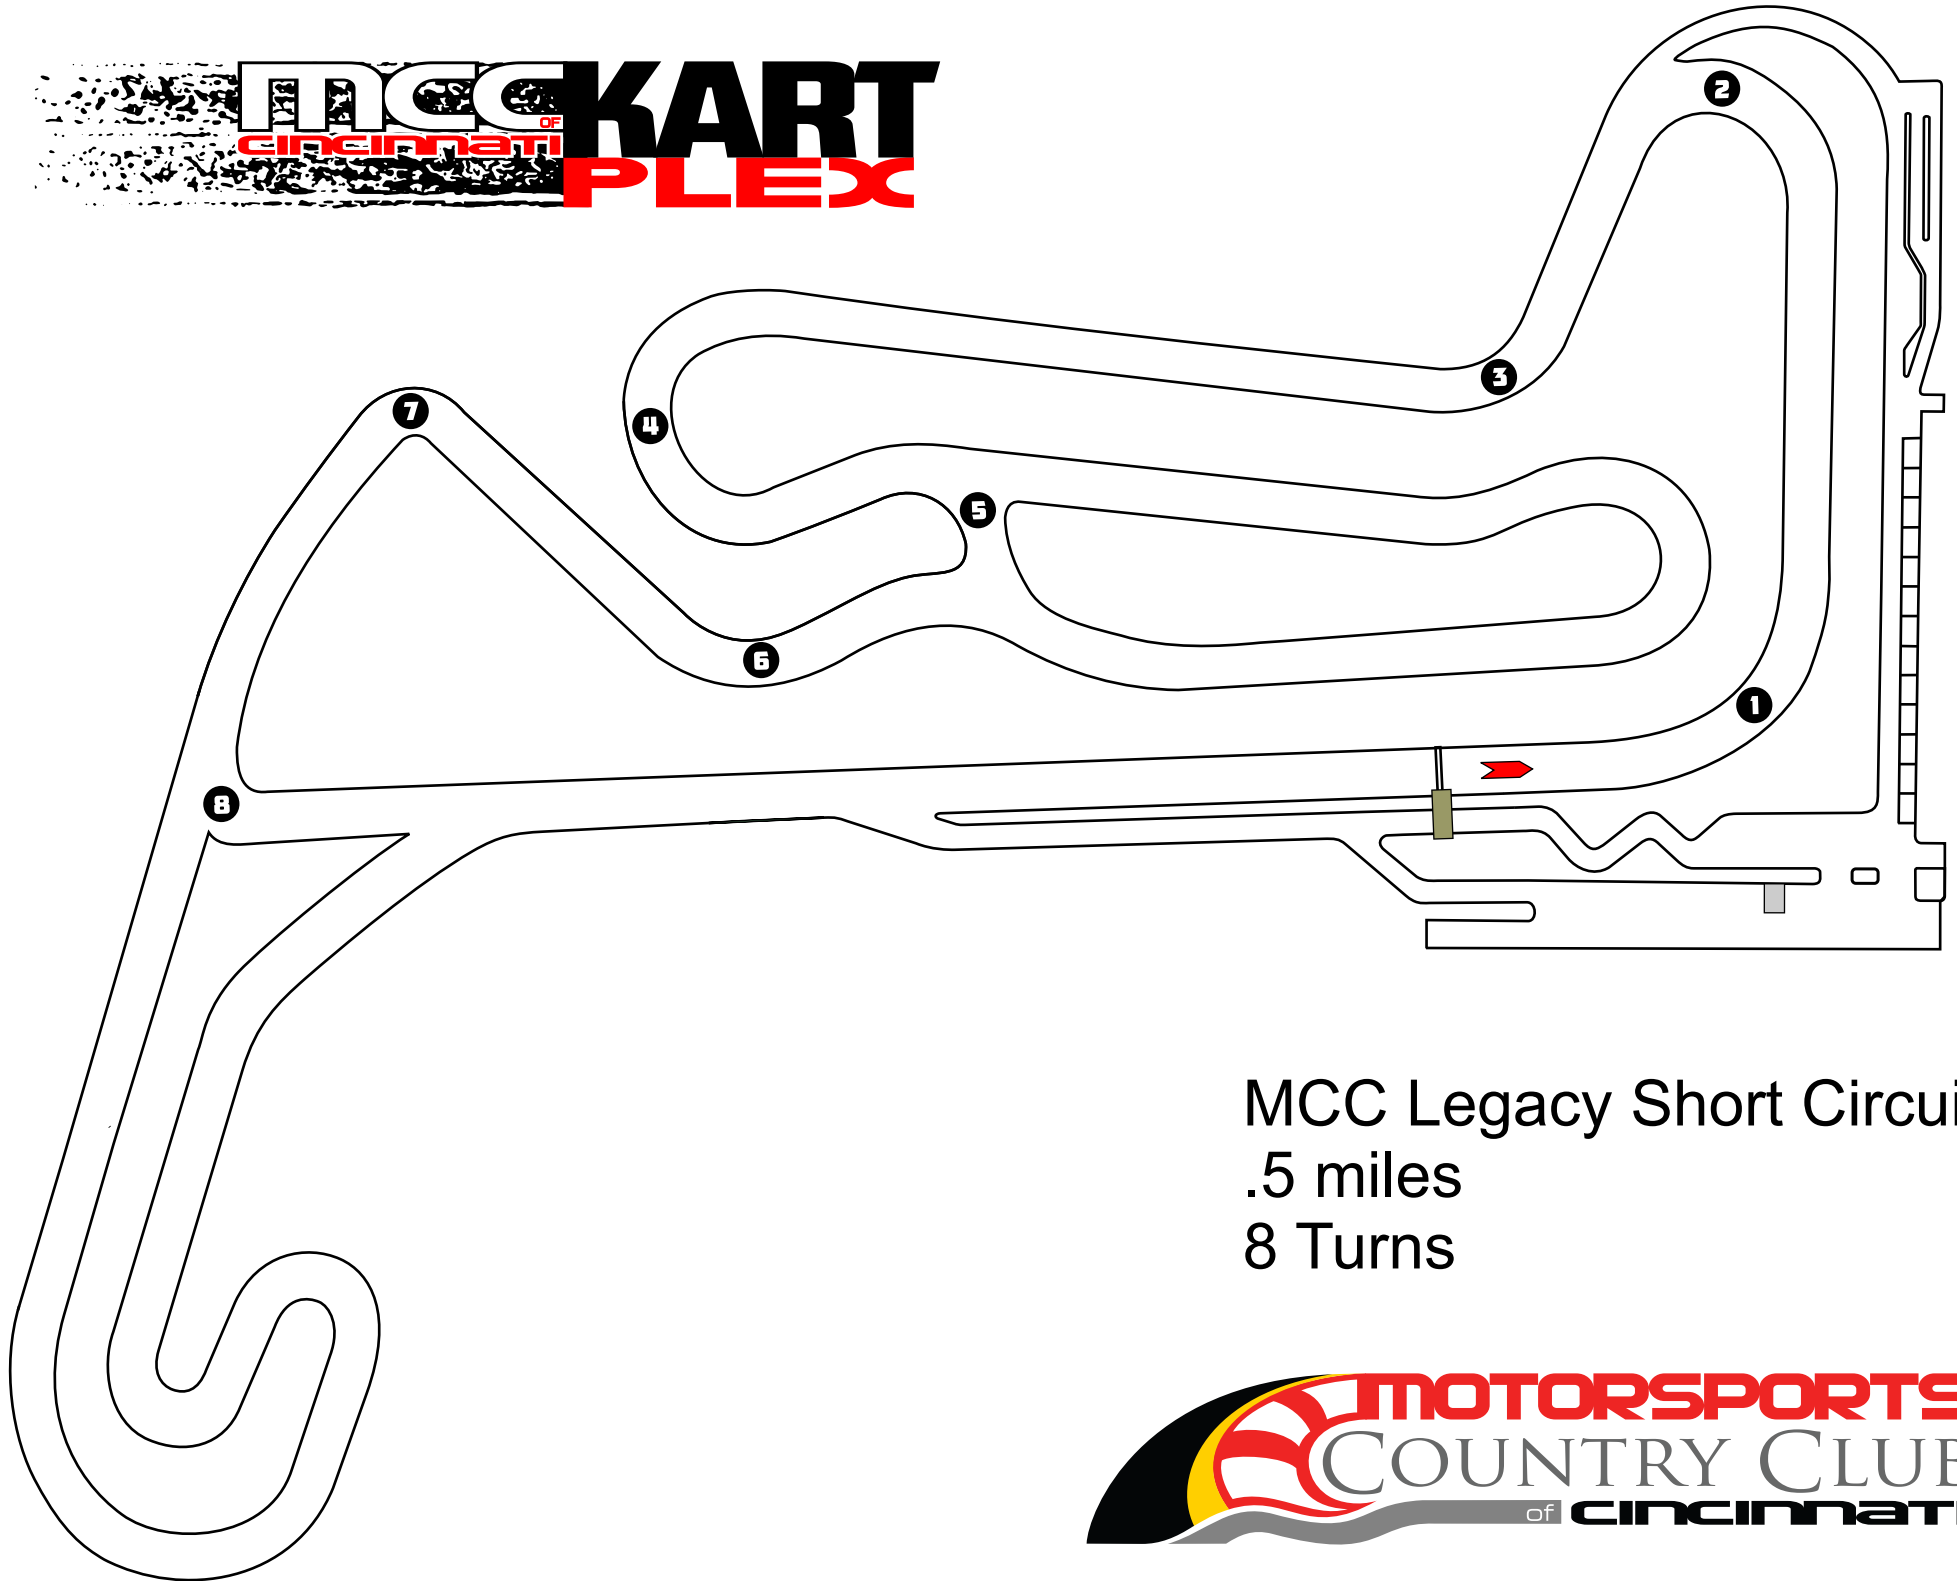 mcc OF KART
cincinnati PLEX
2
3
7
4
5
6
1
8
MCC Legacy Short Circui
.5 miles
8 Turns
MOTORSPORTS
COUNTRY CLUB
of cincinnati